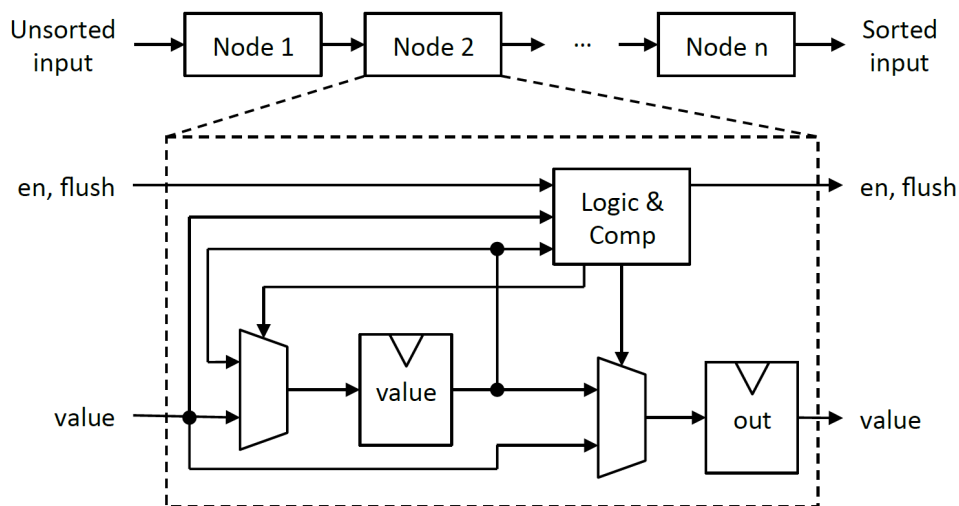 Unsorted
input
Node 1
Node 2
...
Node n
Sorted
input
en, flush
Logic &
Comp
en, flush
value
value
out
value